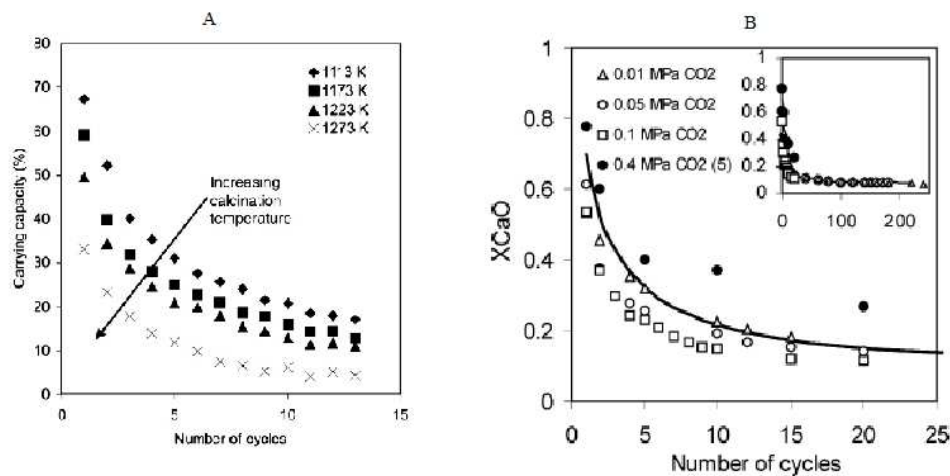 A
Carrying capacity (%)
80
70
60
50
40
30
20
10
0
1113 K
1173 K
1223 K
1273 K
Increasing
calcination
temperature
0 5 10 15
Number of cycles
B
XCaO
1
0.8
0.6
0.4
0.2
0
0.01 MPa CO2
0.05 MPa CO2
0.1 MPa CO2
0.4 MPa CO2 (5)
1
0.8
0.6
0.4
0.2
0
0 100 200
0 5 10 15 20 25
Number of cycles